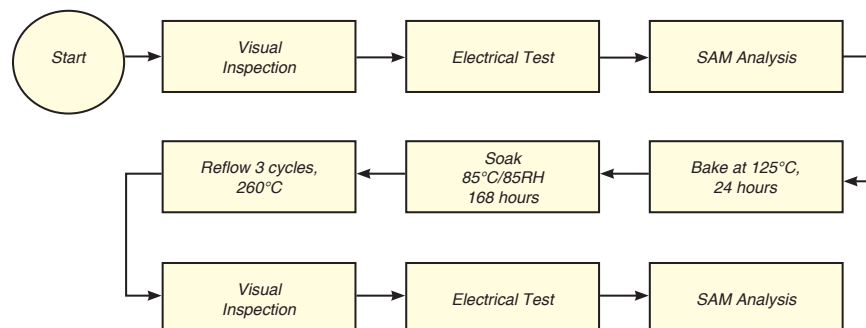 Start
Visual
Inspection
Electrical Test
SAM Analysis
Bake at 125°C,
24 hours
Soak
85°C/85RH
168 hours
Reflow 3 cycles,
260°C
Visual
Inspection
Electrical Test
SAM Analysis